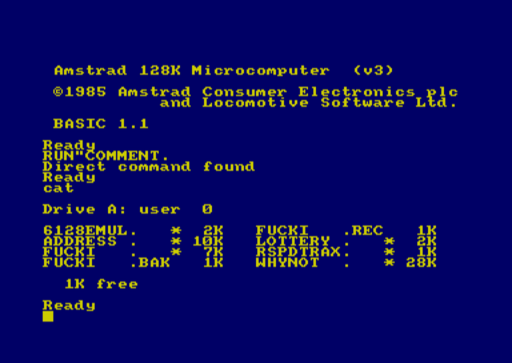 Amstrad 128K Microcomputer  (v3)
©1985 Amstrad Consumer Electronics plc
and Locomotive Software Ltd.
BASIC 1.1
Ready
RUN"COMMENT.
Direct command found
Ready
cat
Drive A: user  0
6128EMUL.   *  2K   FUCKI   .REC   1K
ADDRESS .   * 10K   LOTTERY .   *  2K
FUCKI   .   *  7K   RSPDTRAX.   *  1K
FUCKI   .BAK   1K   WHYNOT  .   * 28K
1K free
Ready